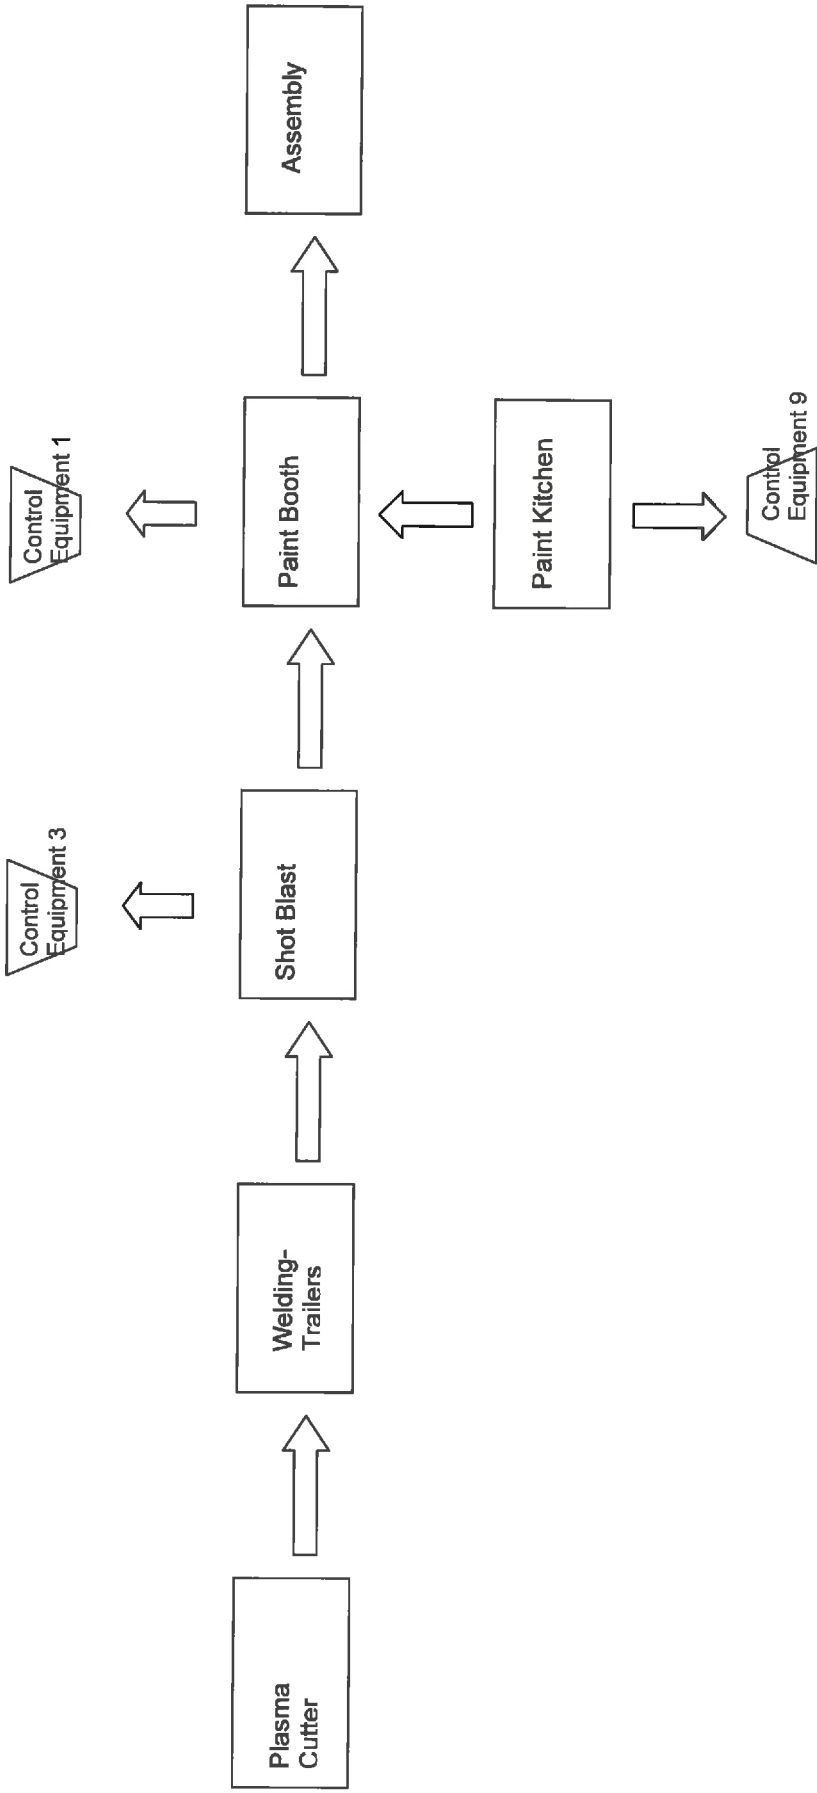 Control
Equipment 3
Control
Equipment 1
Plasma
Cutter
Welding-
Trailers
Shot Blast
Paint Booth
Assembly
Paint Kitchen
Control
Equipment 9